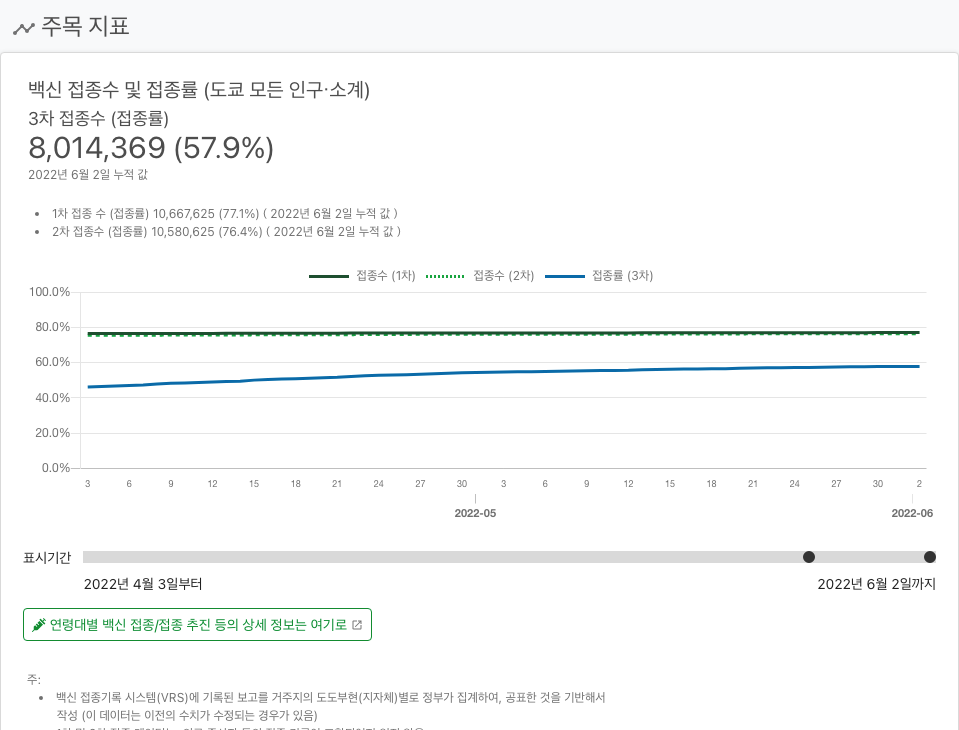 주목 지표
백신 접종수 및 접종률 (도쿄 모든 인구·소계)
3차 접종수 (접종률)
8,014,369 (57.9%)
2022년 6월 2일 누적 값
• 1차 접종 수 (접종률) 10,667,625 (77.1%) ( 2022년 6월 2일 누적 값 )
• 2차 접종수 (접종률) 10,580,625 (76.4%) ( 2022년 6월 2일 누적 값 )
접종수 (1차) 접종수 (2차) 접종률 (3차)
100.0%
80.0%
60.0%
40.0%
20.0%
0.0%
3 6 9 12 15 18 21 24 27 30 3 6 9 12 15 18 21 24 27 30 2
2022-05 2022-06
표시기간
2022년 4월 3일부터 2022년 6월 2일까지
연령대별 백신 접종/접종 추진 등의 상세 정보는 여기로
주:
• 백신 접종기록 시스템(VRS)에 기록된 보고를 거주지의 도도부현(지자체)별로 정부가 집계하여, 공표한 것을 기반해서
작성 (이 데이터는 이전의 수치가 수정되는 경우가 있음)